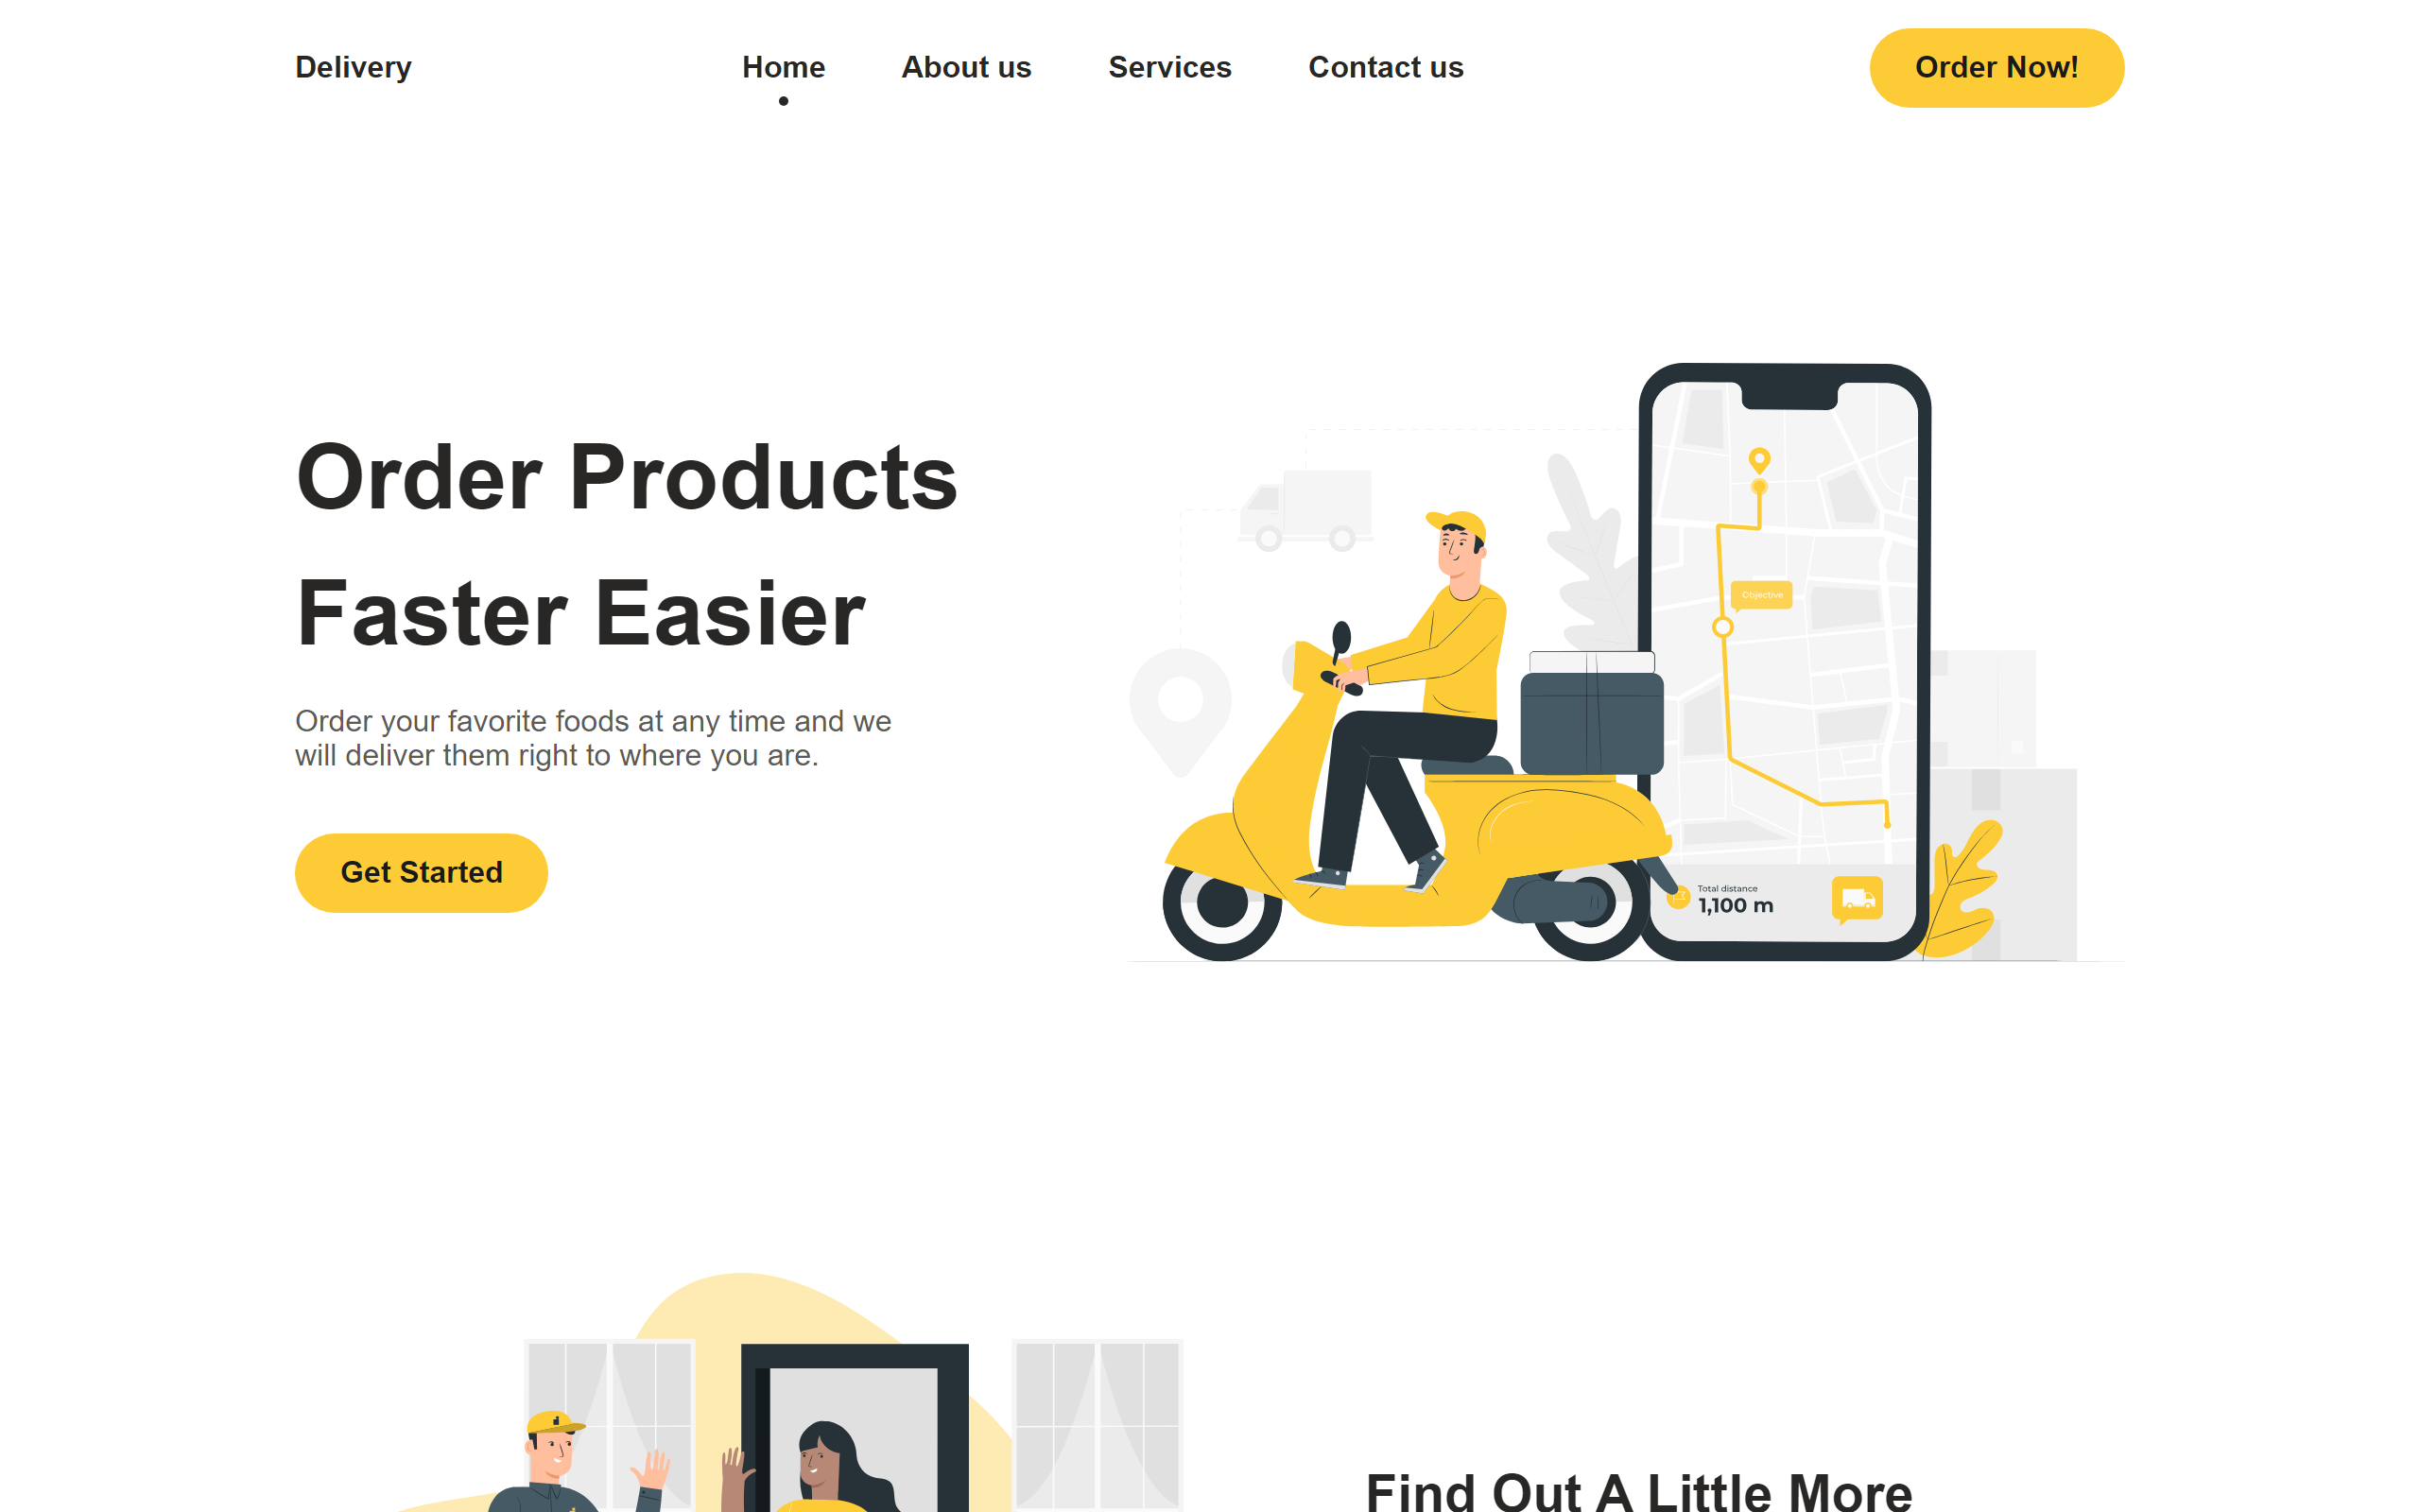 Delivery
Home
About us
Services
Contact us
Order Now!
Order Products
Faster Easier
Order your favorite foods at any time and we
will deliver them right to where you are.
Get Started
Objective
Total distance
1,100 m
Find Out A Little More